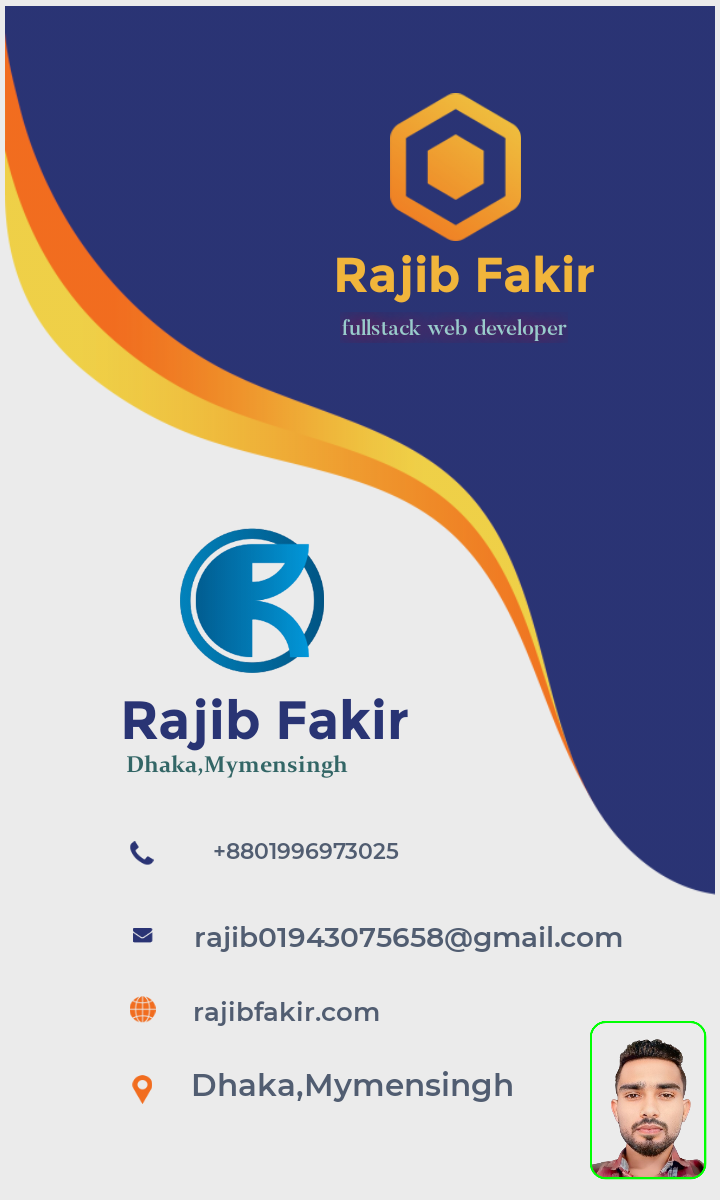 Rajib Fakir
fullstack web developer
Rajib Fakir
Dhaka,Mymensingh
+8801996973025
rajib01943075658@gmail.com
rajibfakir.com
Dhaka,Mymensingh